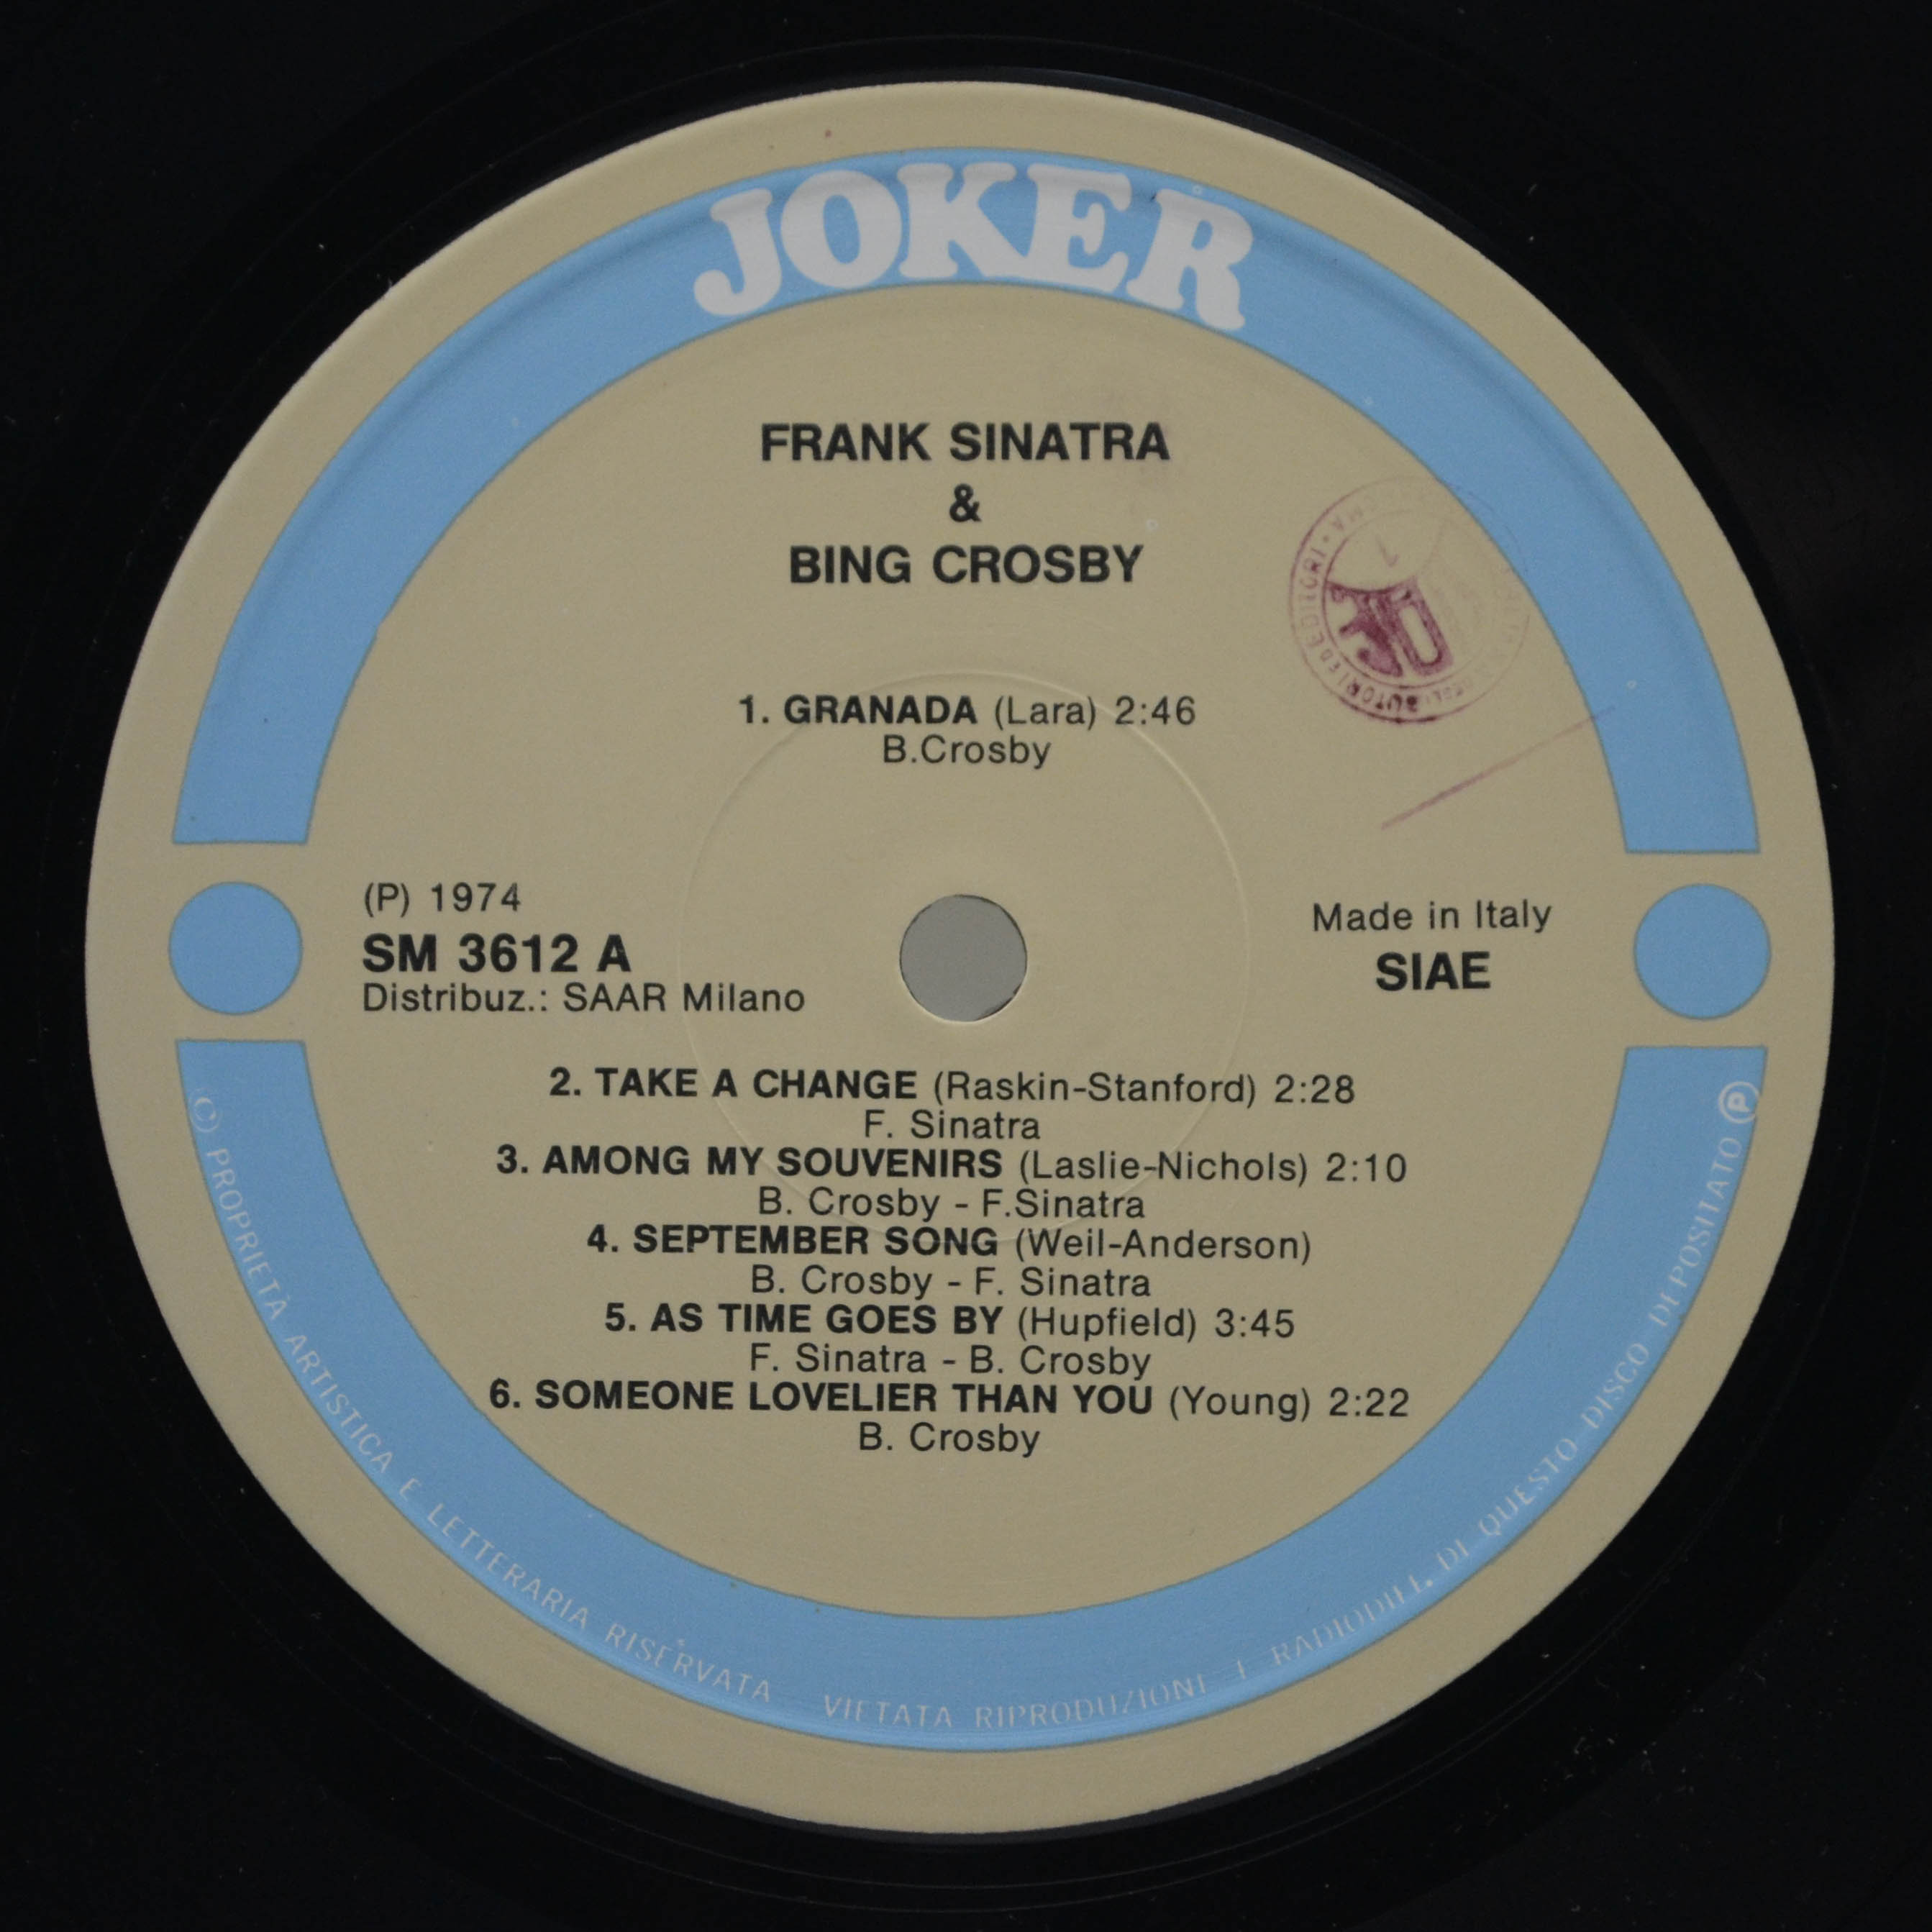 JOKER
FRANK SINATRA
&
BING CROSBY
1. GRANADA (Lara) 2:46
B.Crosby
(P) 1974
SM 3612 A
Distribuz.: SAAR Milano
Made in Italy
SIAE
2. TAKE A CHANGE (Raskin-Stanford) 2:28
F. Sinatra
3. AMONG MY SOUVENIRS (Laslie-Nichols) 2:10
B. Crosby - F.Sinatra
4. SEPTEMBER SONG (Weil-Anderson)
B. Crosby - F. Sinatra
5. AS TIME GOES BY (Hupfield) 3:45
F. Sinatra - B. Crosby
6. SOMEONE LOVELIER THAN YOU (Young) 2:22
B. Crosby
© PROPRIETÀ ARTISTICA E LETTERARIA RISERVATA VIETATA RIPRODUZIONE E RADIODIFF. DI QUESTO DISCO DEPOSITATO ℗
EDITORI